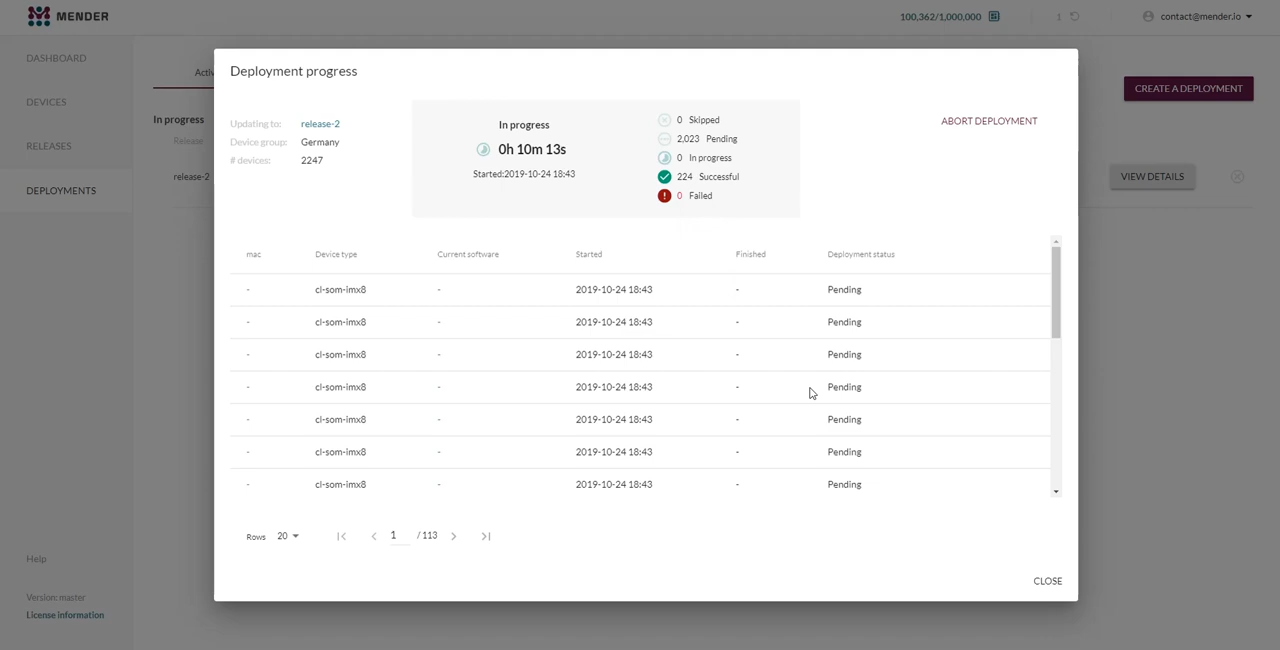 MENDER
100,362/1,000,000
1
contact@mender.io
DASHBOARD
DEVICES
RELEASES
DEPLOYMENTS
Help
Version: master
License information
Activ
In progress
Release
release-2
CREATE A DEPLOYMENT
VIEW DETAILS
Deployment progress
Updating to: release-2
Device group: Germany
# devices: 2247
In progress
0h 10m 13s
Started:2019-10-24 18:43
0 Skipped
2,023 Pending
0 In progress
224 Successful
0 Failed
ABORT DEPLOYMENT
mac Device type Current software Started Finished Deployment status
- cl-som-imx8 - 2019-10-24 18:43 - Pending
- cl-som-imx8 - 2019-10-24 18:43 - Pending
- cl-som-imx8 - 2019-10-24 18:43 - Pending
- cl-som-imx8 - 2019-10-24 18:43 - Pending
- cl-som-imx8 - 2019-10-24 18:43 - Pending
- cl-som-imx8 - 2019-10-24 18:43 - Pending
- cl-som-imx8 - 2019-10-24 18:43 - Pending
Rows 20 1 / 113
CLOSE